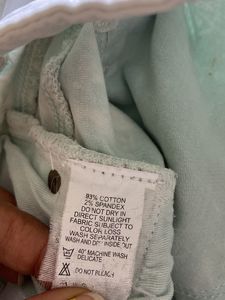 93% COTTON
2% SPANDEX
DO NOT DRY IN
DIRECT SUNLIGHT
FABRIC SUBJECT TO
COLOR LOSS
WASH SEPARATELY
WASH AND DRY INSIDE OUT
40° MACHINE WASH
DELICATE
DO NOT BLEACH